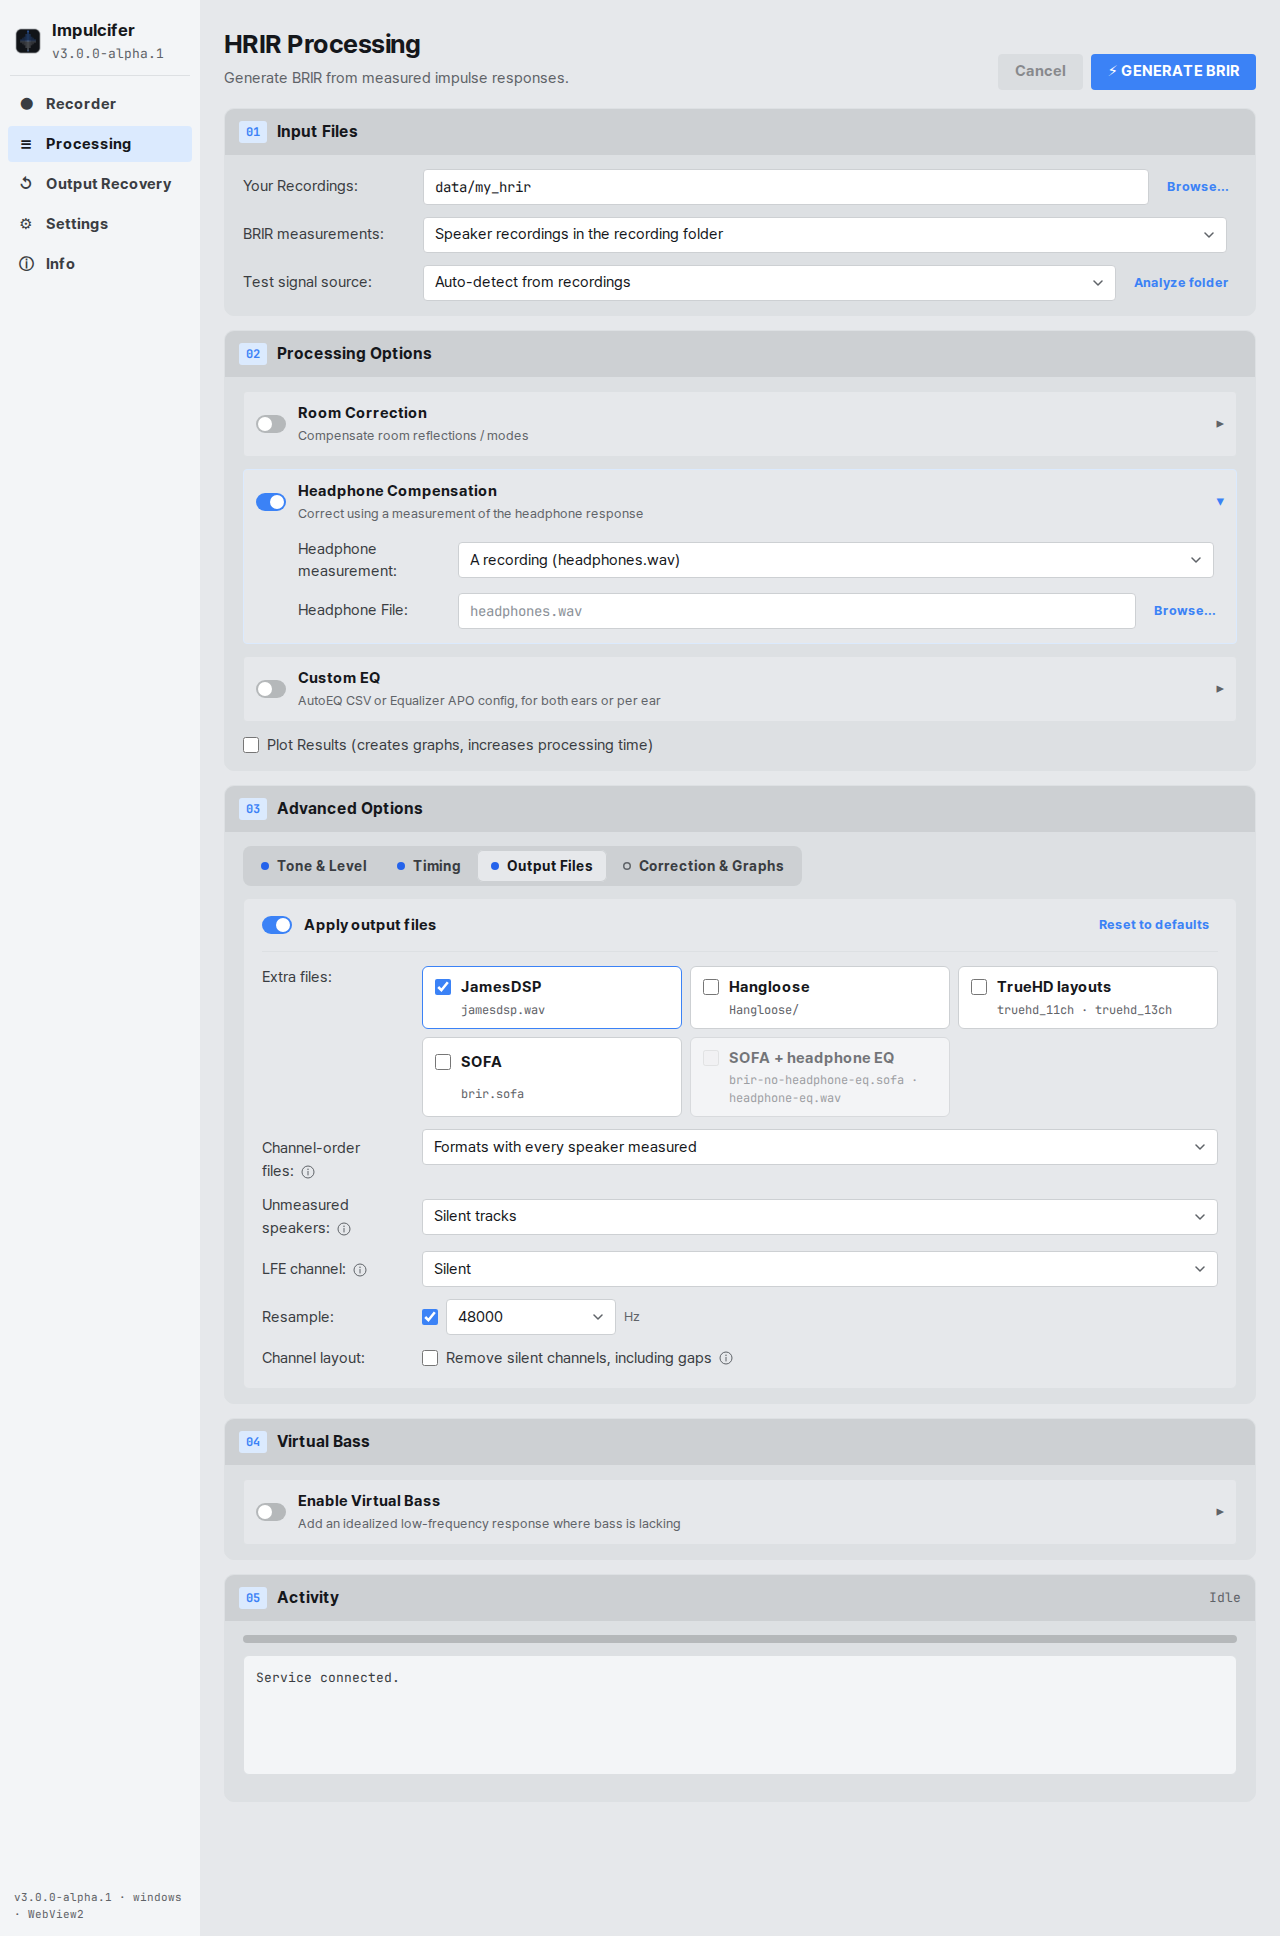 Impulcifer
v3.0.0-alpha.1
Recorder
Processing
Output Recovery
Settings
Info
v3.0.0-alpha.1 · windows
· WebView2
HRIR Processing
Generate BRIR from measured impulse responses.
Cancel
⚡ GENERATE BRIR
01 Input Files
Your Recordings: data/my_hrir Browse...
BRIR measurements: Speaker recordings in the recording folder
Test signal source: Auto-detect from recordings Analyze folder
02 Processing Options
Room Correction
Compensate room reflections / modes
Headphone Compensation
Correct using a measurement of the headphone response
Headphone
measurement: A recording (headphones.wav)
Headphone File: headphones.wav Browse...
Custom EQ
AutoEQ CSV or Equalizer APO config, for both ears or per ear
Plot Results (creates graphs, increases processing time)
03 Advanced Options
Tone & Level Timing Output Files Correction & Graphs
Apply output files Reset to defaults
Extra files:
JamesDSP
jamesdsp.wav
Hangloose
Hangloose/
TrueHD layouts
truehd_11ch · truehd_13ch
SOFA
brir.sofa
SOFA + headphone EQ
brir-no-headphone-eq.sofa ·
headphone-eq.wav
Channel-order
files: ⓘ Formats with every speaker measured
Unmeasured
speakers: ⓘ Silent tracks
LFE channel: ⓘ Silent
Resample: 48000 Hz
Channel layout: Remove silent channels, including gaps ⓘ
04 Virtual Bass
Enable Virtual Bass
Add an idealized low-frequency response where bass is lacking
05 Activity Idle
Service connected.